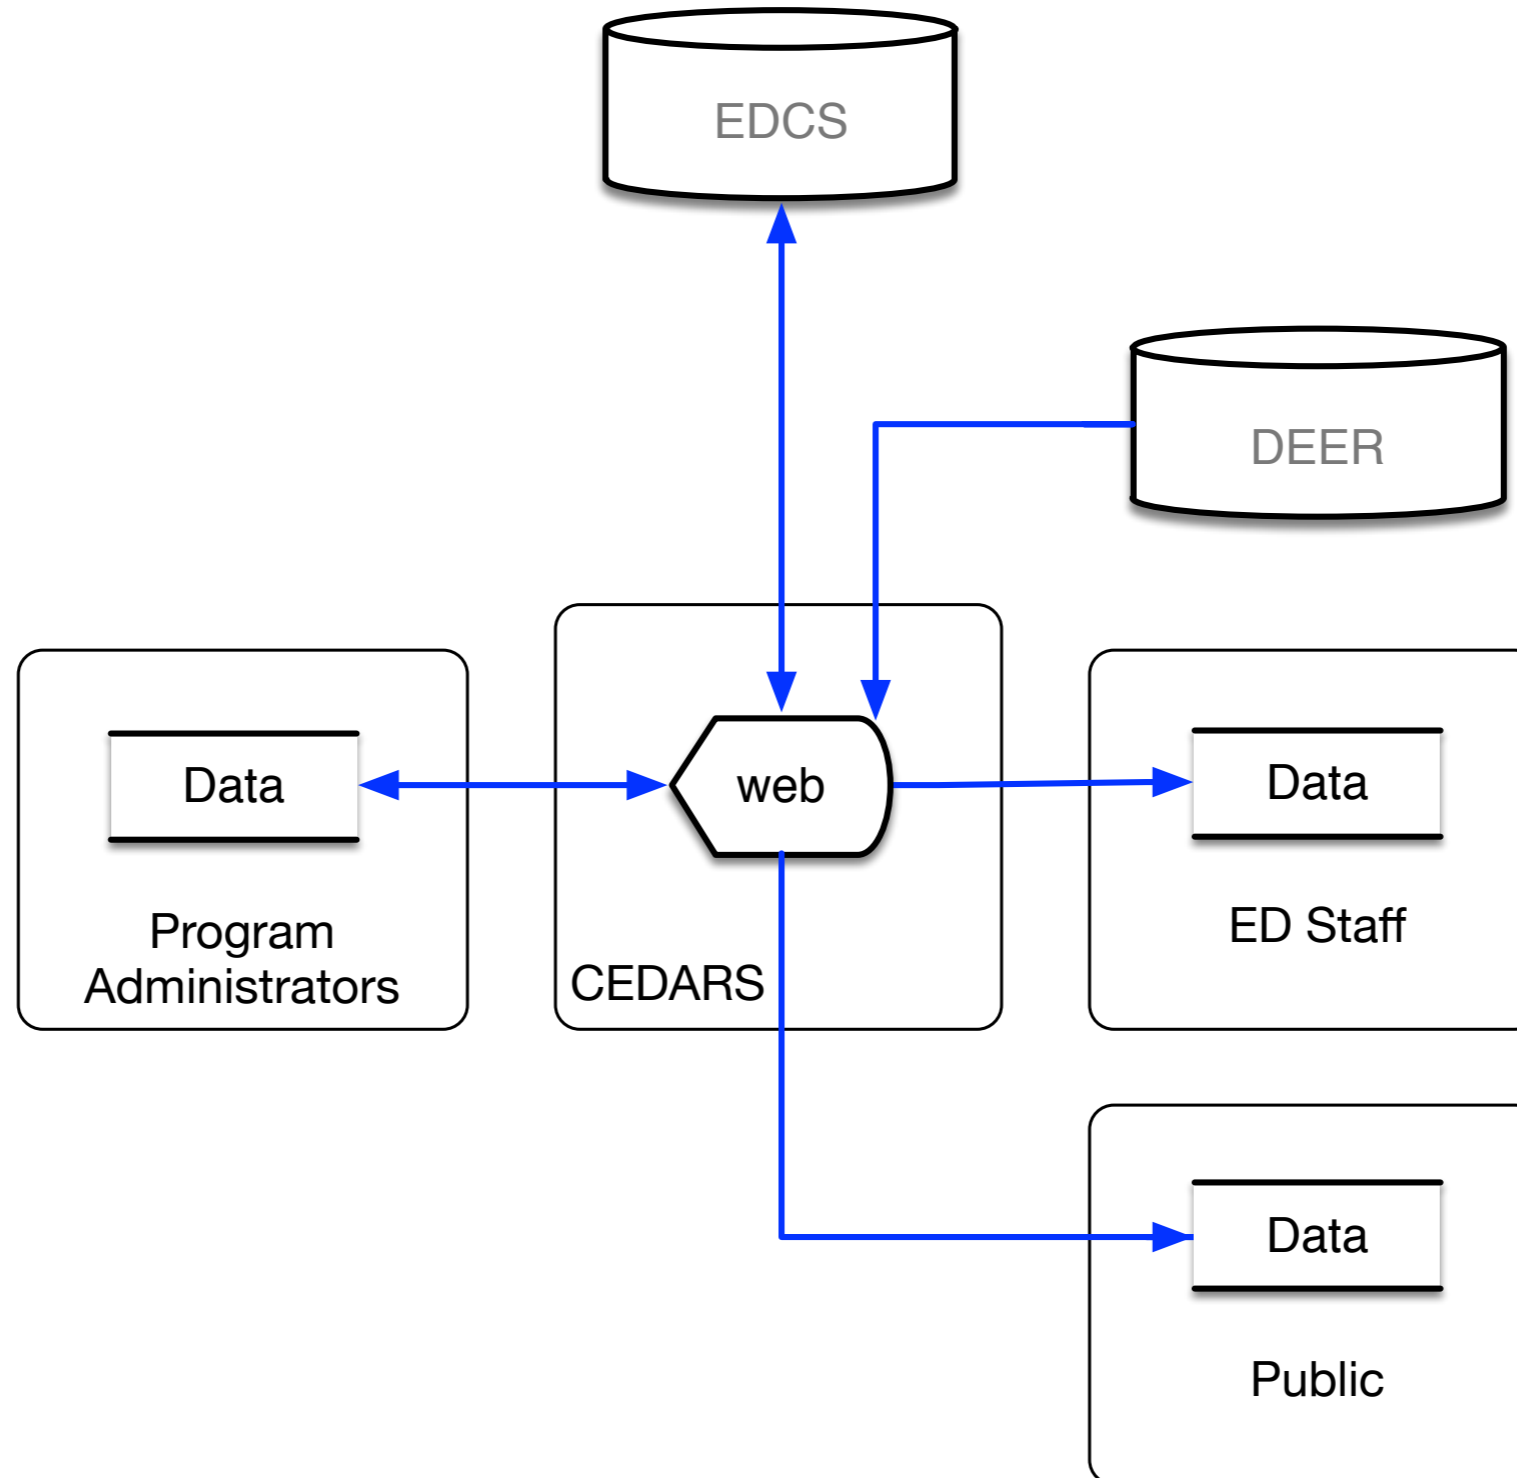 EDCS
DEER
Data
Program
Administrators
web
CEDARS
Data
ED Staff
Data
Public